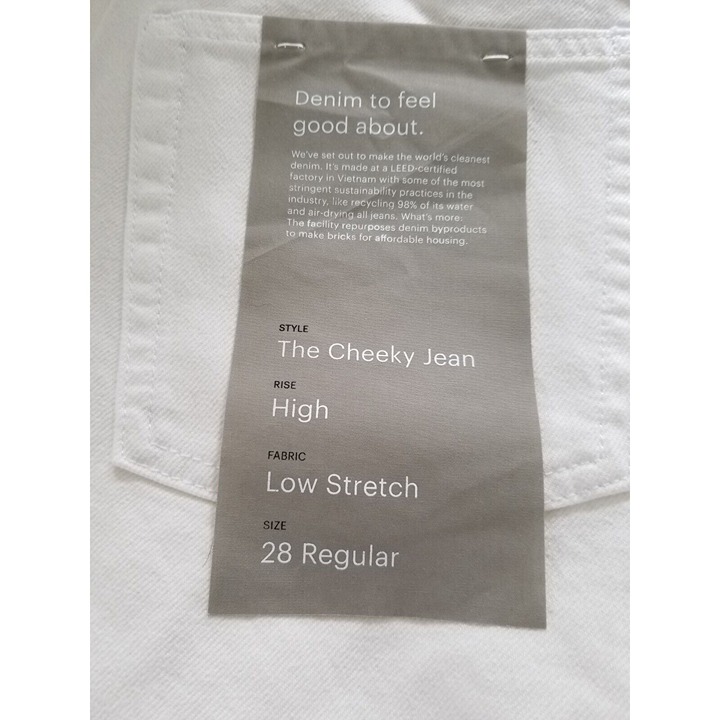 Denim to feel
good about.
We've set out to make the world's cleanest
denim. It's made at a LEED-certified
factory in Vietnam with some of the most
stringent sustainability practices in the
industry, like recycling 98% of its water
and air-drying all jeans. What's more:
The facility repurposes denim byproducts
to make bricks for affordable housing.
STYLE
The Cheeky Jean
RISE
High
FABRIC
Low Stretch
SIZE
28 Regular